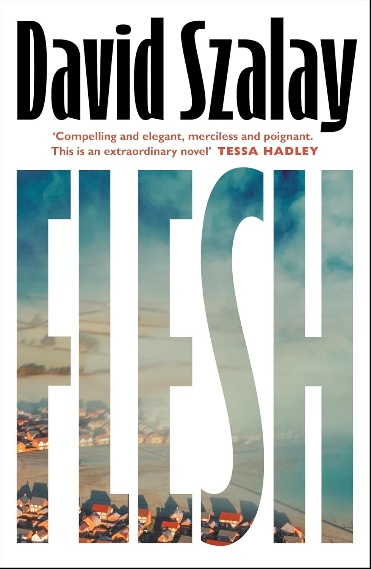 David Szalay
‘Compelling and elegant, merciless and poignant.
This is an extraordinary novel’ TESSA HADLEY
FLESH